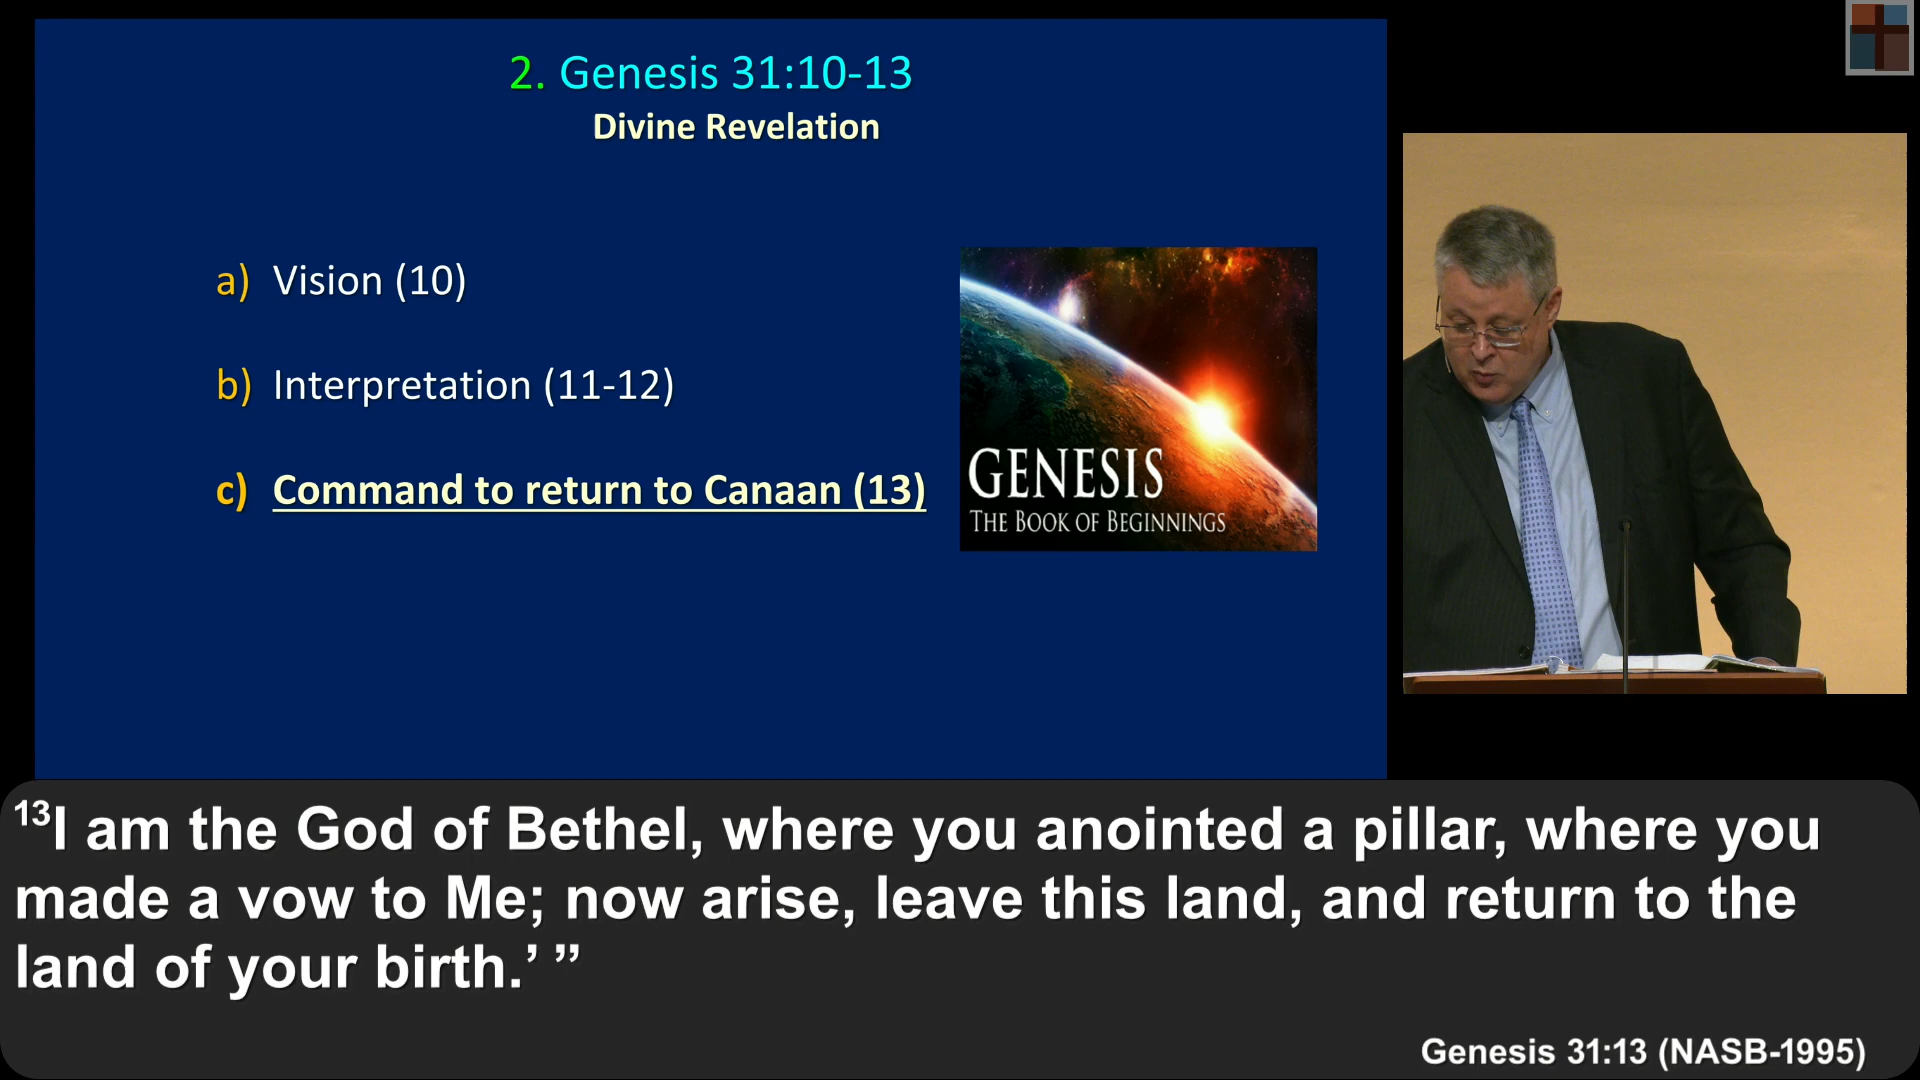 2. Genesis 31:10-13
Divine Revelation
a) Vision (10)
b) Interpretation (11-12)
c) Command to return to Canaan (13)
GENESIS
THE BOOK OF BEGINNINGS
13I am the God of Bethel, where you anointed a pillar, where you
made a vow to Me; now arise, leave this land, and return to the
land of your birth.’ ”
Genesis 31:13 (NASB-1995)